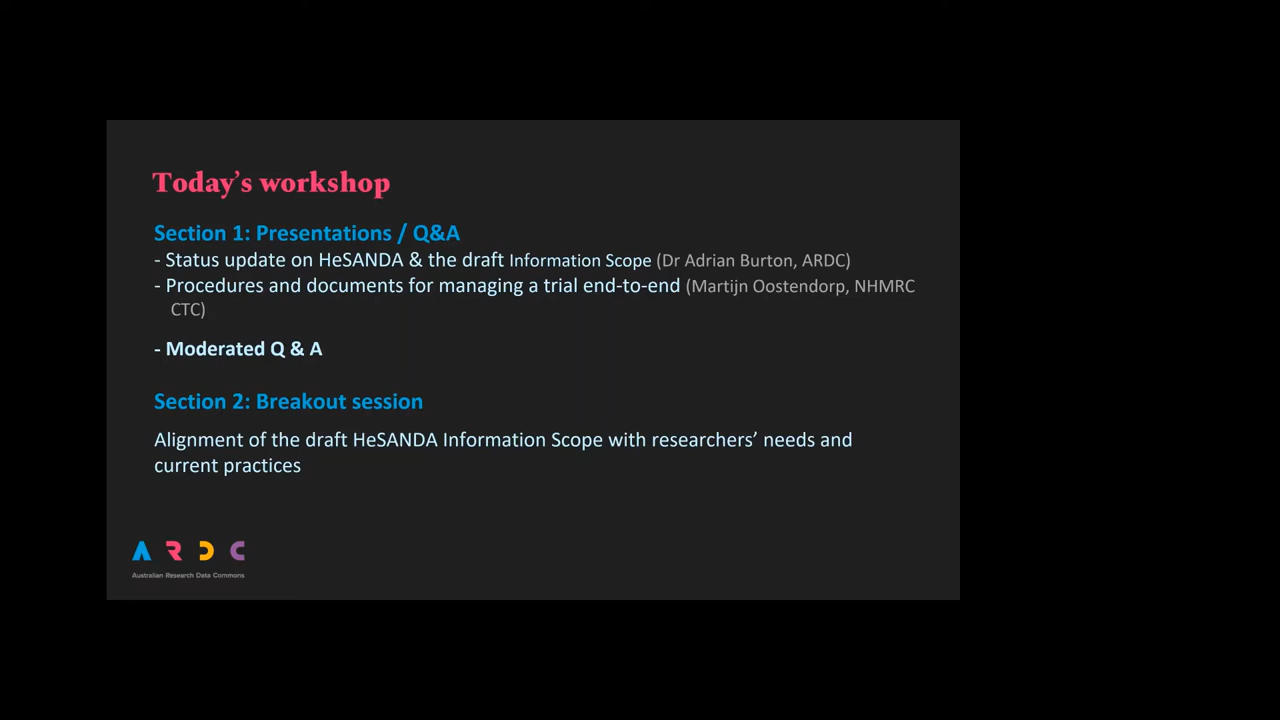 Today's workshop
Section 1: Presentations / Q&A
- Status update on HeSANDA & the draft Information Scope (Dr Adrian Burton, ARDC)
- Procedures and documents for managing a trial end-to-end (Martijn Oostendorp, NHMRC
CTC)
- Moderated Q & A
Section 2: Breakout session
Alignment of the draft HeSANDA Information Scope with researchers’ needs and
current practices
ARDC
Australian Research Data Commons